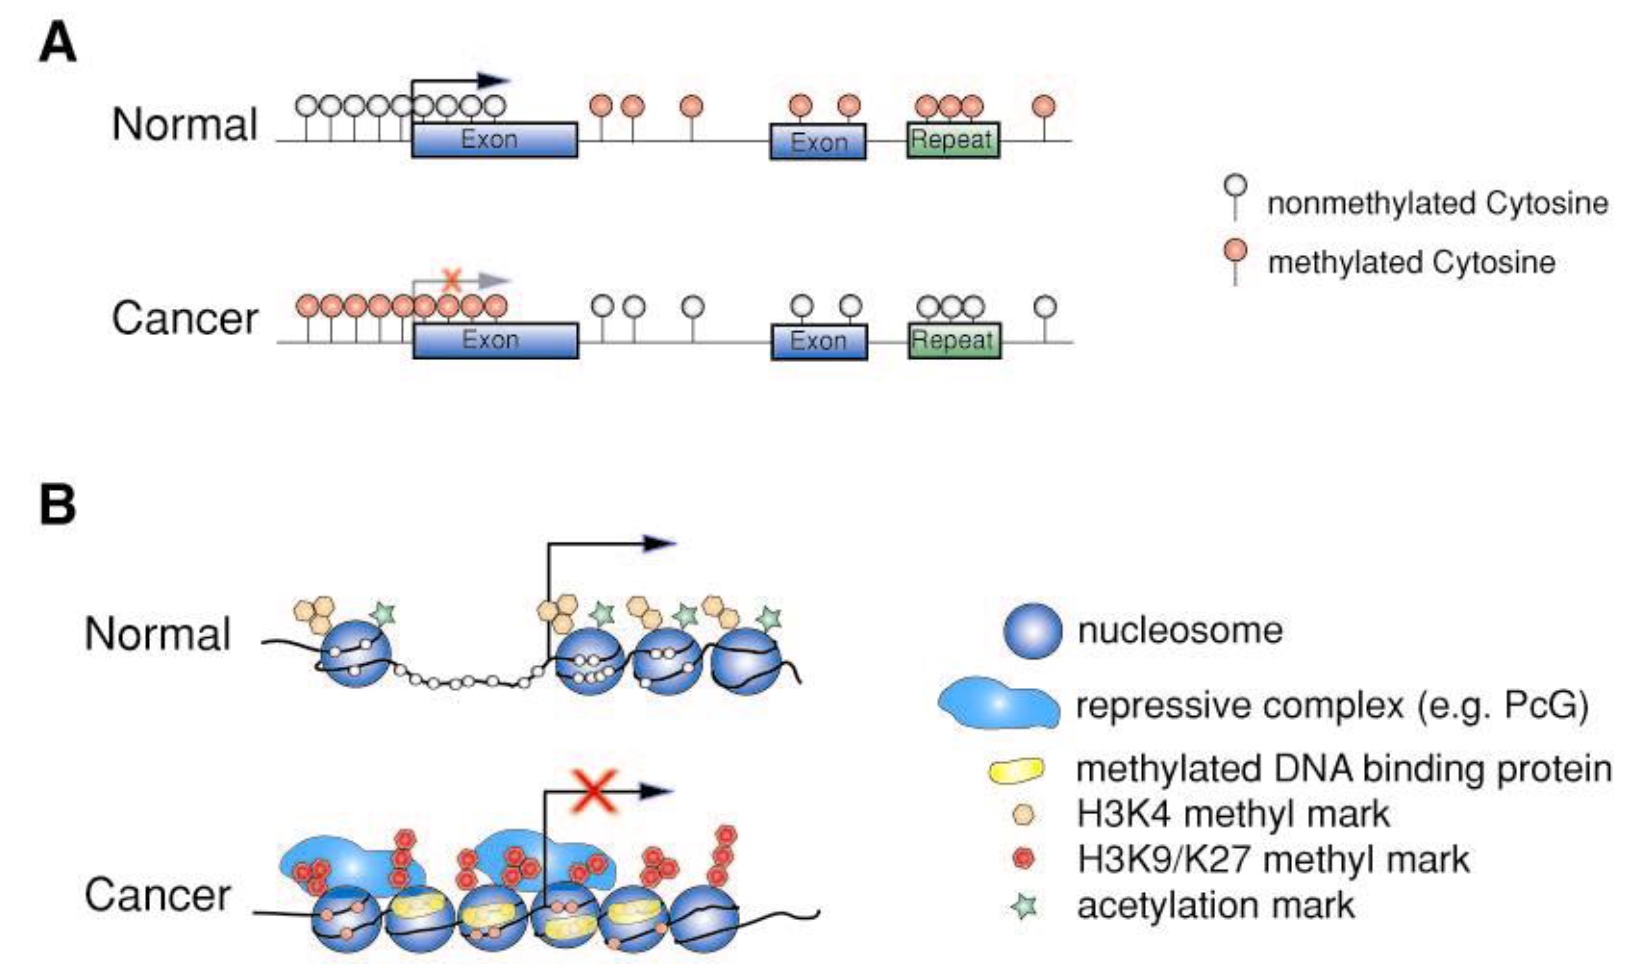 A
Normal
Exon
Exon
Repeat
nonmethylated Cytosine
methylated Cytosine
Cancer
Exon
Exon
Repeat
B
Normal
nucleosome
repressive complex (e.g. PcG)
methylated DNA binding protein
H3K4 methyl mark
H3K9/K27 methyl mark
acetylation mark
Cancer